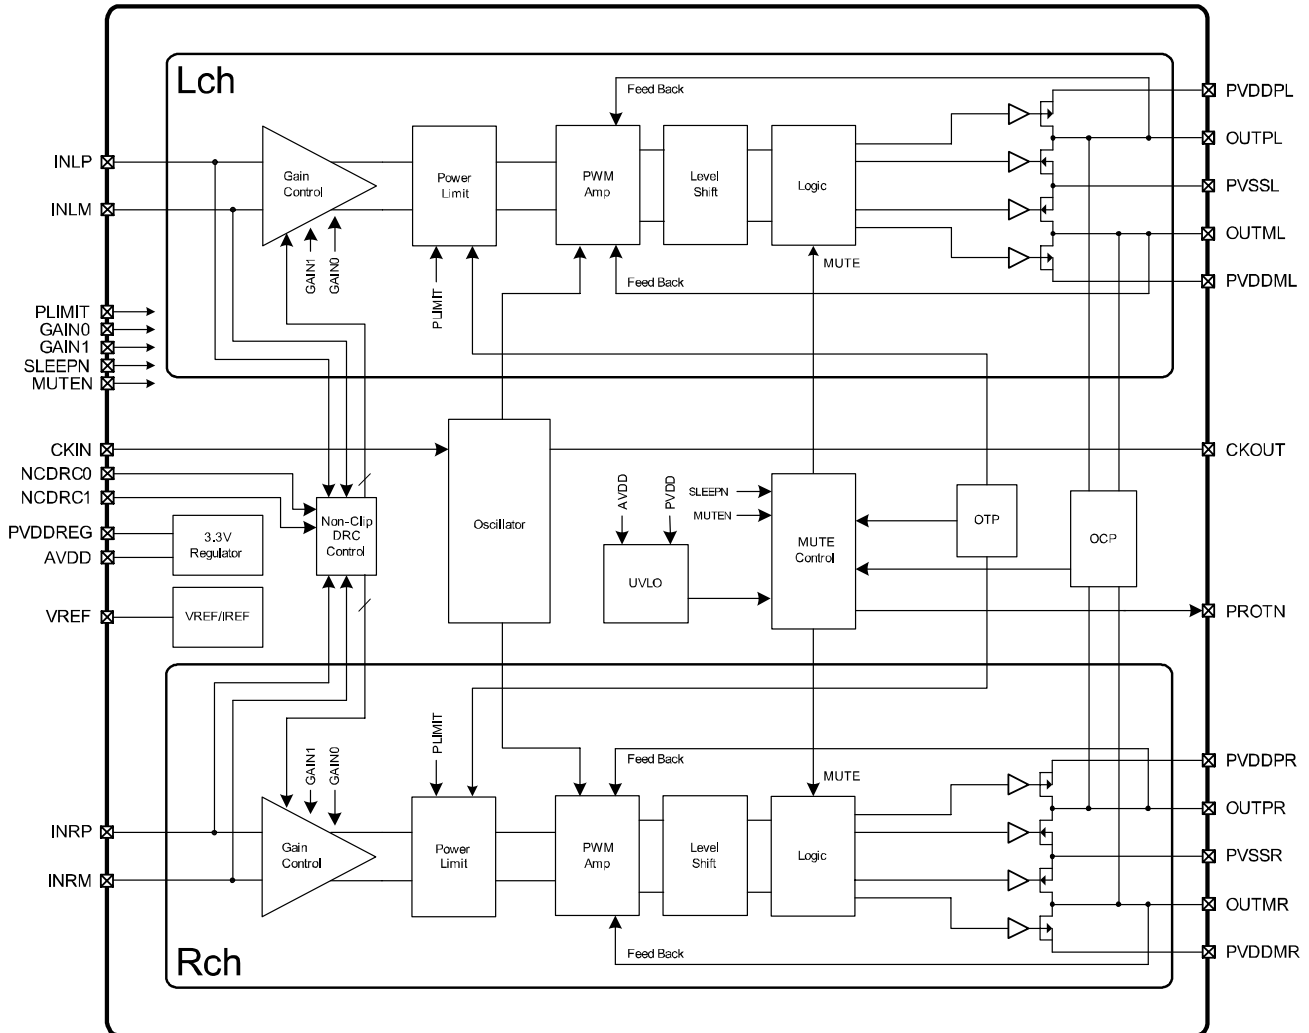 Lch
Feed Back
PVDDPL
INLP
Gain
Control
Power
Limit
PWM
Amp
Level
Shift
Logic
OUTPL
PVSSL
INLM
OUTML
GAIN1
GAIN0
PLIMIT
Feed Back
MUTE
PVDDML
PLIMIT
GAIN0
GAIN1
SLEEPN
MUTEN
CKIN
CKOUT
NCDRC0
NCDRC1
PVDDREG
AVDD
3.3V
Regulator
Non-Clip
DRC
Control
Oscillator
AVDD
PVDD
SLEEPN
MUTEN
UVLO
MUTE
Control
OTP
OCP
VREF
VREF/IREF
PROTN
GAIN1
GAIN0
PLIMIT
Feed Back
MUTE
PVDDPR
OUTPR
INRP
Gain
Control
Power
Limit
PWM
Amp
Level
Shift
Logic
PVSSR
INRM
OUTMR
Rch
Feed Back
PVDDMR